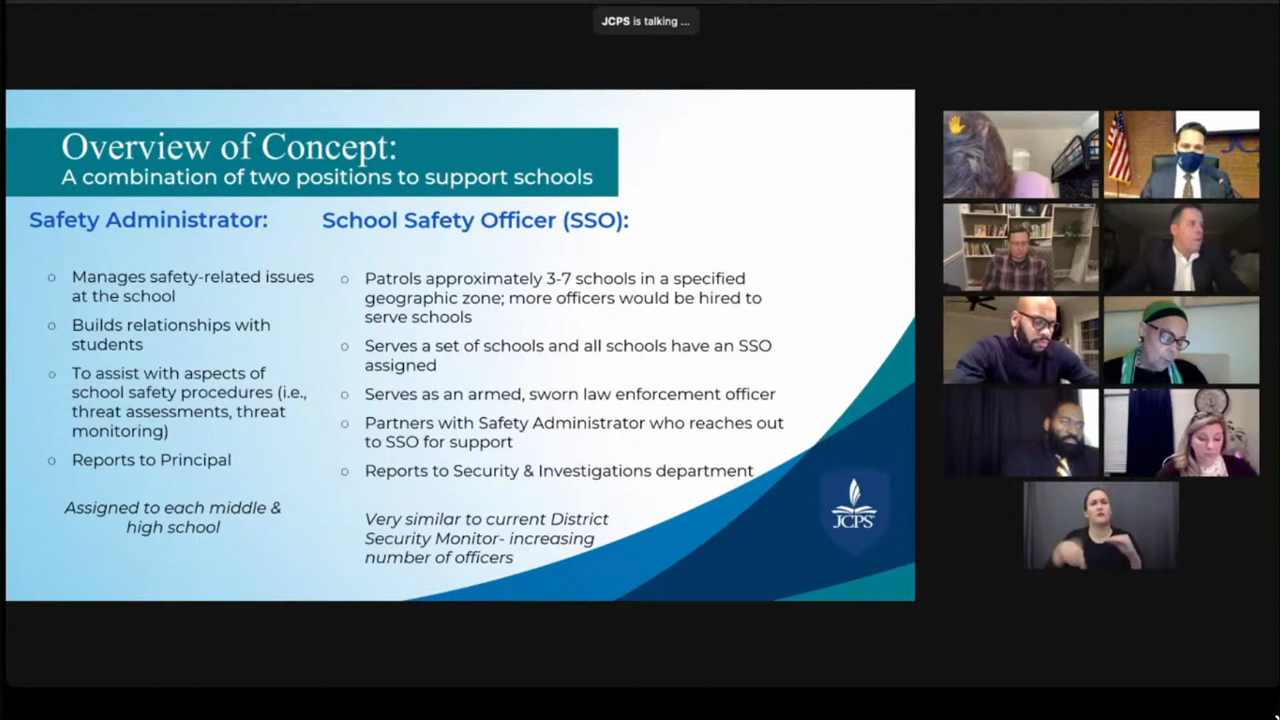 JCPS is talking ...
Overview of Concept:
A combination of two positions to support schools
Safety Administrator:
○ Manages safety-related issues
at the school
○ Builds relationships with
students
○ To assist with aspects of
school safety procedures (i.e.,
threat assessments, threat
monitoring)
○ Reports to Principal
Assigned to each middle &
high school
School Safety Officer (SSO):
○ Patrols approximately 3-7 schools in a specified
geographic zone; more officers would be hired to
serve schools
○ Serves a set of schools and all schools have an SSO
assigned
○ Serves as an armed, sworn law enforcement officer
○ Partners with Safety Administrator who reaches out
to SSO for support
○ Reports to Security & Investigations department
Very similar to current District
Security Monitor- increasing
number of officers
JCPS